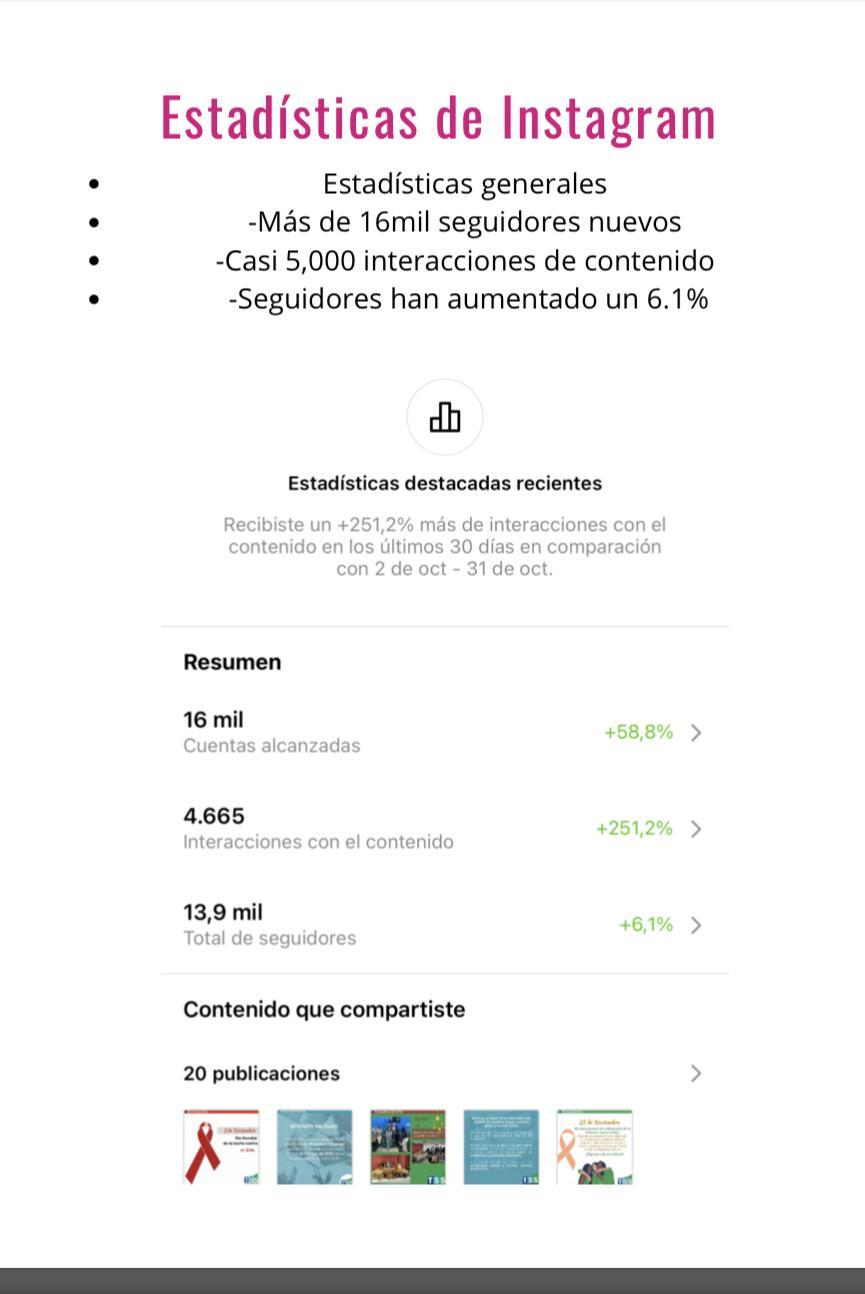 Estadísticas de Instagram
Estadísticas generales
-Más de 16mil seguidores nuevos
-Casi 5,000 interacciones de contenido
-Seguidores han aumentado un 6.1%
Estadísticas destacadas recientes
Recibiste un +251,2% más de interacciones con el
contenido en los últimos 30 días en comparación
con 2 de oct - 31 de oct.
Resumen
16 mil
Cuentas alcanzadas
+58,8%
4.665
Interacciones con el contenido
+251,2%
13,9 mil
Total de seguidores
+6,1%
Contenido que compartiste
20 publicaciones
TSS
TSS